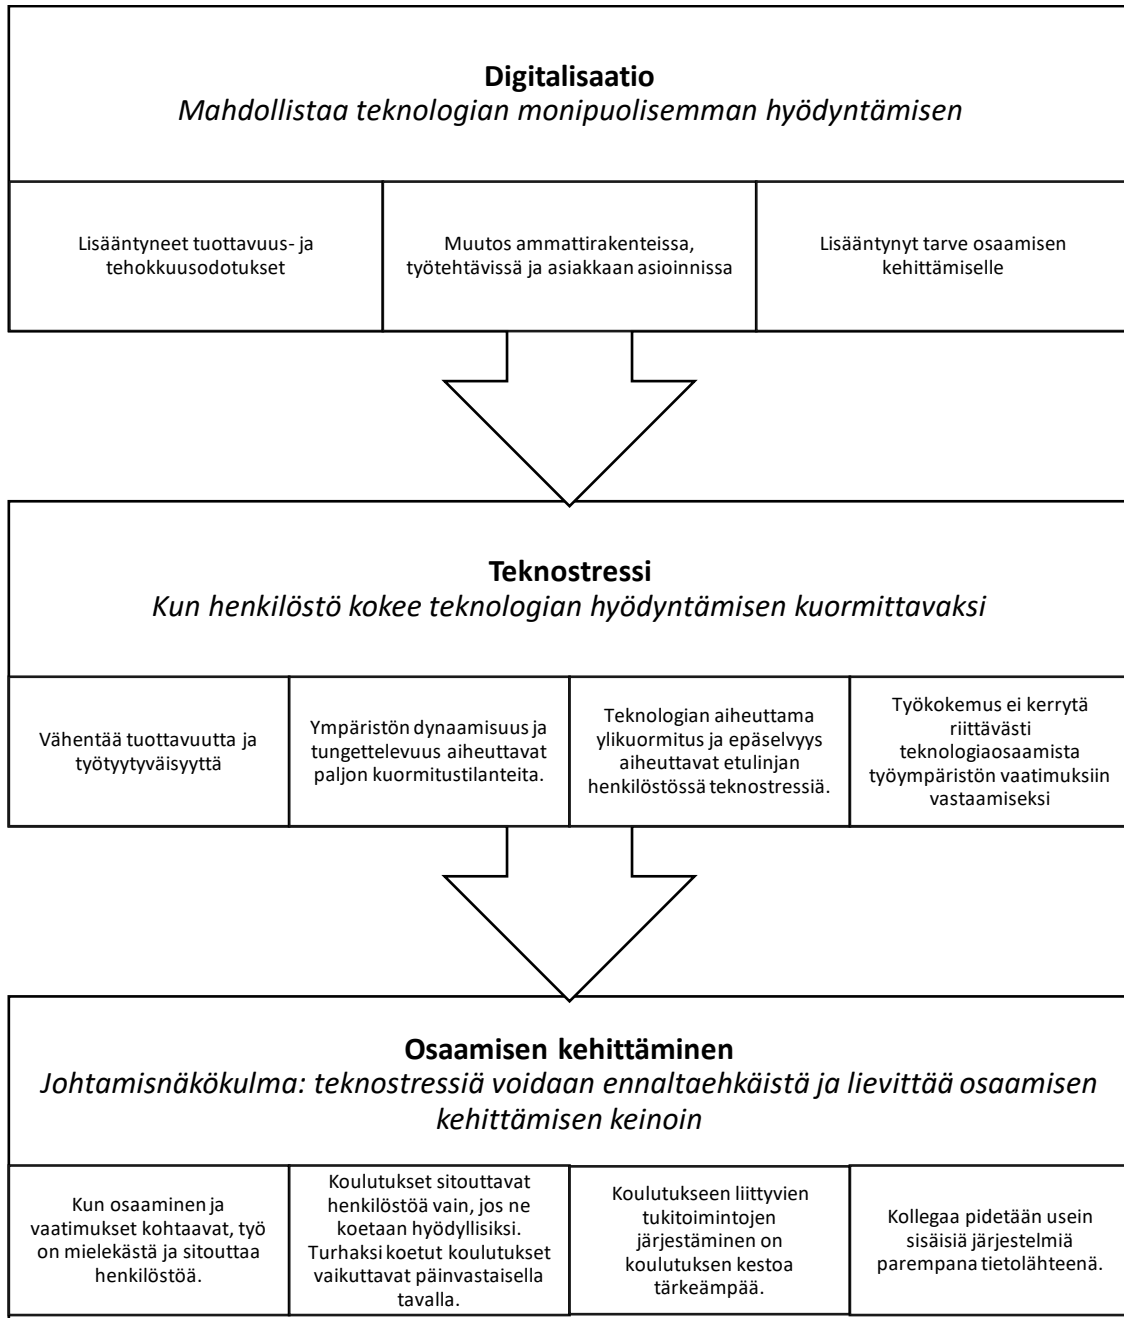 Digitalisaatio
Mahdollistaa teknologian monipuolisemman hyödyntämisen
Lisääntyneet tuottavuus- ja
tehokkuusodotukset
Muutos ammattirakenteissa,
työtehtävissä ja asiakkaan asioinnissa
Lisääntynyt tarve osaamisen
kehittämiselle
Teknostressi
Kun henkilöstö kokee teknologian hyödyntämisen kuormittavaksi
Vähentää tuottavuutta ja
työtyytyväisyyttä
Ympäristön dynaamisuus ja
tungettelevuus aiheuttavat
paljon kuormitustilanteita.
Teknologian aiheuttama
ylikuormitus ja epäselvyys
aiheuttavat etulinjan
henkilöstössä teknostressiä.
Työkokemus ei kerrytä
riittävästi
teknologiaosaamista
työympäristön vaatimuksiin
vastaamiseksi
Osaamisen kehittäminen
Johtamisnäkökulma: teknostressiä voidaan ennaltaehkäistä ja lievittää osaamisen
kehittämisen keinoin
Kun osaaminen ja
vaatimukset kohtaavat, työ
on mielekästä ja sitouttaa
henkilöstöä.
Koulutukset sitouttavat
henkilöstöä vain, jos ne
koetaan hyödyllisiksi.
Turhaksi koetut koulutukset
vaikuttavat päinvastaisella
tavalla.
Koulutukseen liittyvien
tukitoimintojen
järjestäminen on
koulutuksen kestoa
tärkeämpää.
Kollegaa pidetään usein
sisäisiä järjestelmiä
parempana tietolähteenä.